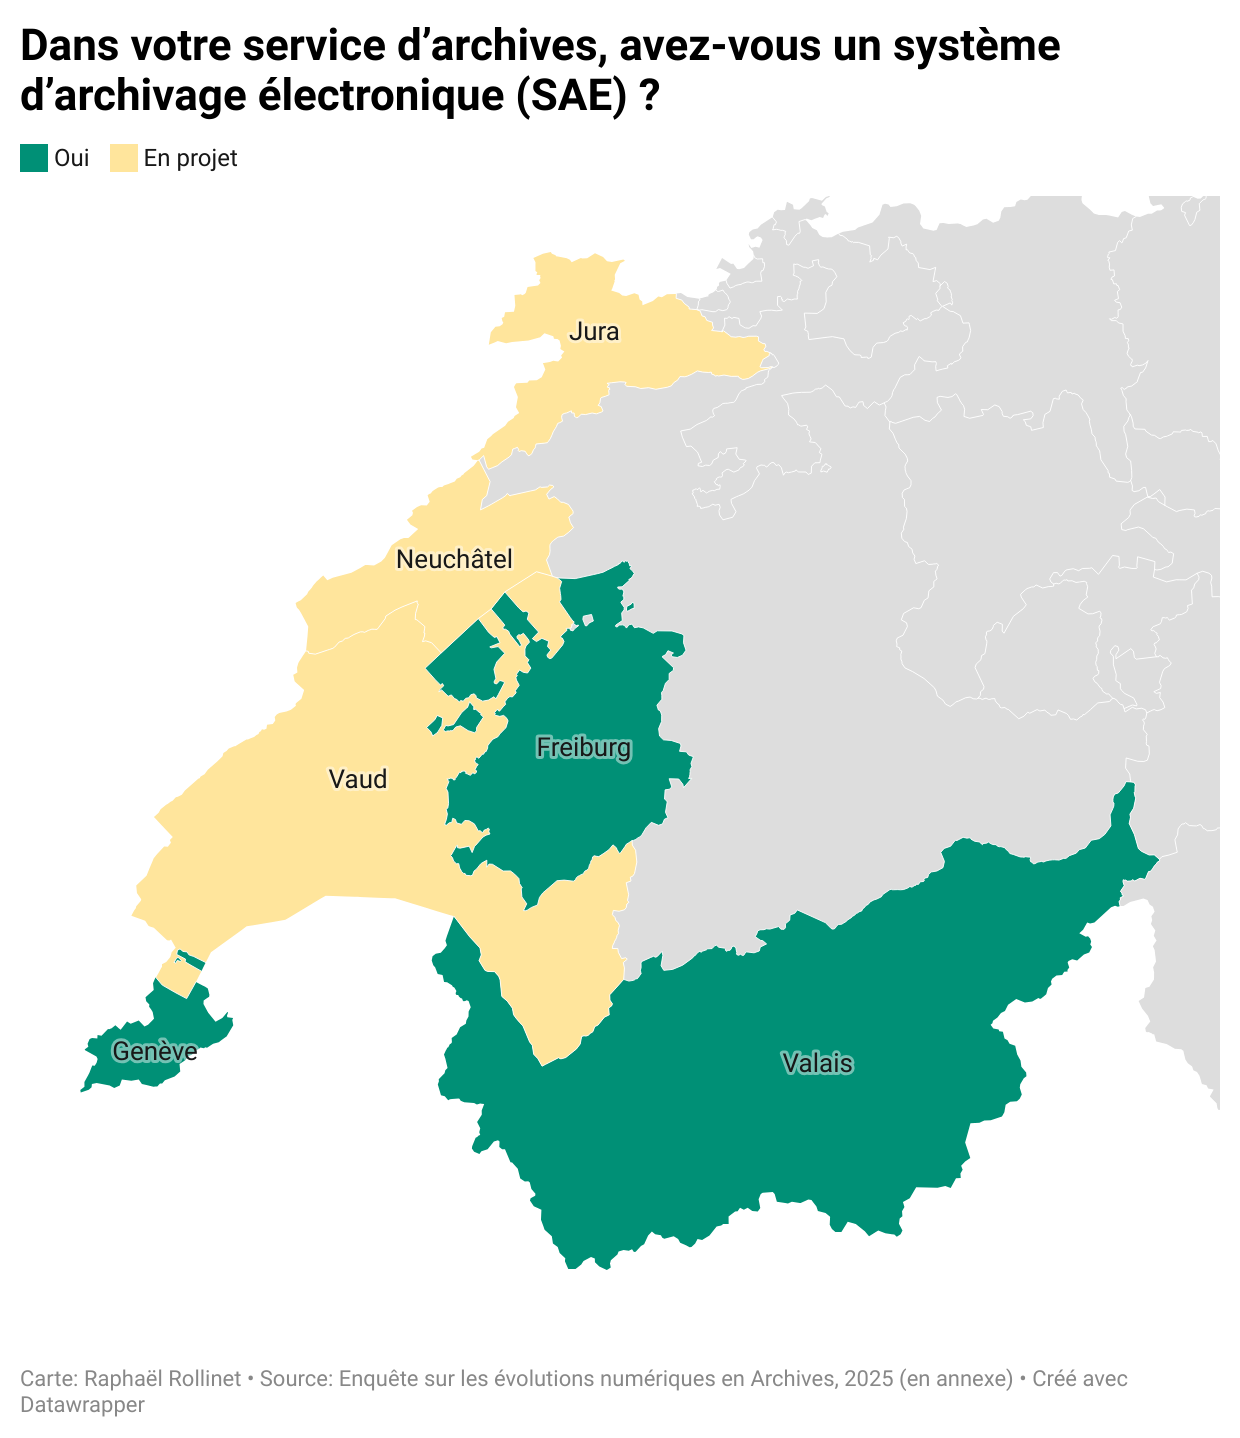 Dans votre service d’archives, avez-vous un système
d’archivage électronique (SAE) ?
Oui
En projet
Jura
Neuchâtel
Freiburg
Vaud
Genève
Valais
Carte: Raphaël Rollinet • Source: Enquête sur les évolutions numériques en Archives, 2025 (en annexe) • Créé avec
Datawrapper